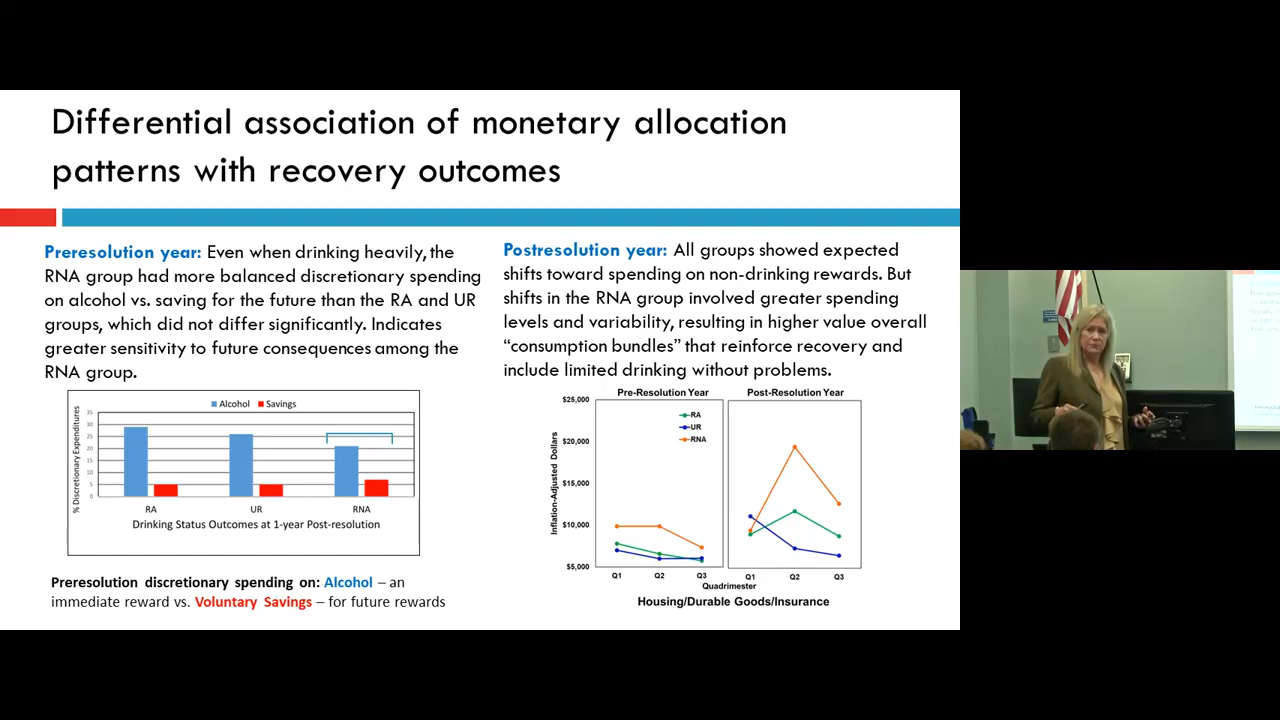 Differential association of monetary allocation
patterns with recovery outcomes
Preresolution year: Even when drinking heavily, the
RNA group had more balanced discretionary spending
on alcohol vs. saving for the future than the RA and UR
groups, which did not differ significantly. Indicates
greater sensitivity to future consequences among the
RNA group.
Alcohol Savings
% Discretionary Expenditures
35
30
25
20
15
10
5
0
RA UR RNA
Drinking Status Outcomes at 1-year Post-resolution
Preresolution discretionary spending on: Alcohol – an
immediate reward vs. Voluntary Savings – for future rewards
Postresolution year: All groups showed expected
shifts toward spending on non-drinking rewards. But
shifts in the RNA group involved greater spending
levels and variability, resulting in higher value overall
“consumption bundles” that reinforce recovery and
include limited drinking without problems.
Pre-Resolution Year Post-Resolution Year
Inflation-Adjusted Dollars
$25,000
$20,000
$15,000
$10,000
$5,000
RA
UR
RNA
Q1 Q2 Q3 Q1 Q2 Q3
Quadrimester
Housing/Durable Goods/Insurance